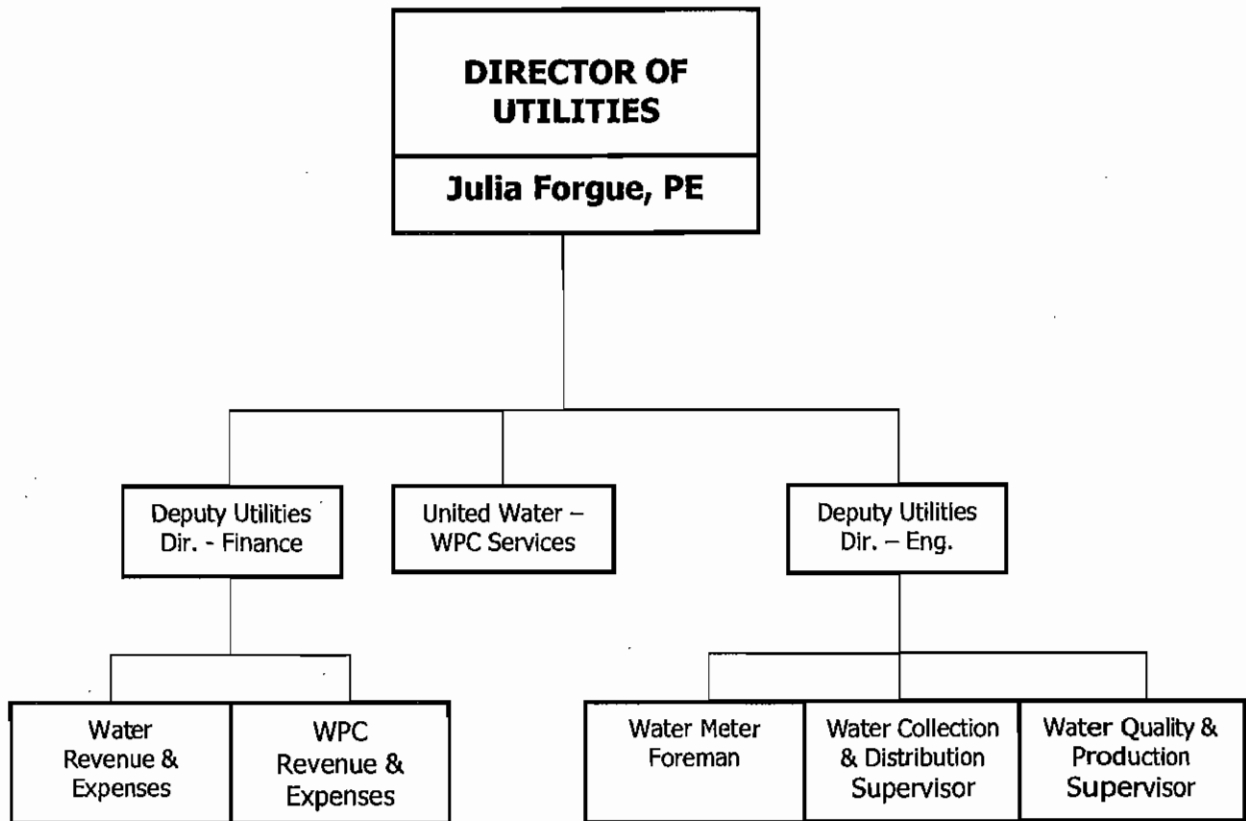 DIRECTOR OF
UTILITIES
Julia Forgue, PE
Deputy Utilities
Dir. - Finance
United Water –
WPC Services
Deputy Utilities
Dir. – Eng.
Water
Revenue &
Expenses
WPC
Revenue &
Expenses
Water Meter
Foreman
Water Collection
& Distribution
Supervisor
Water Quality &
Production
Supervisor